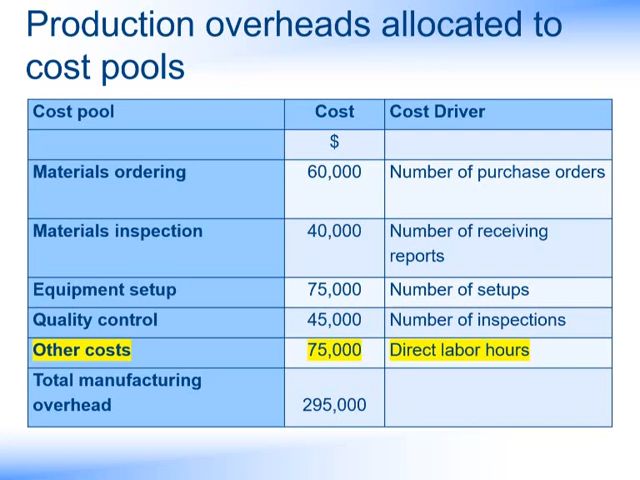 Production overheads allocated to
cost pools
Cost pool Cost Cost Driver
$
Materials ordering 60,000 Number of purchase orders
Materials inspection 40,000 Number of receiving
reports
Equipment setup 75,000 Number of setups
Quality control 45,000 Number of inspections
Other costs 75,000 Direct labor hours
Total manufacturing
overhead 295,000